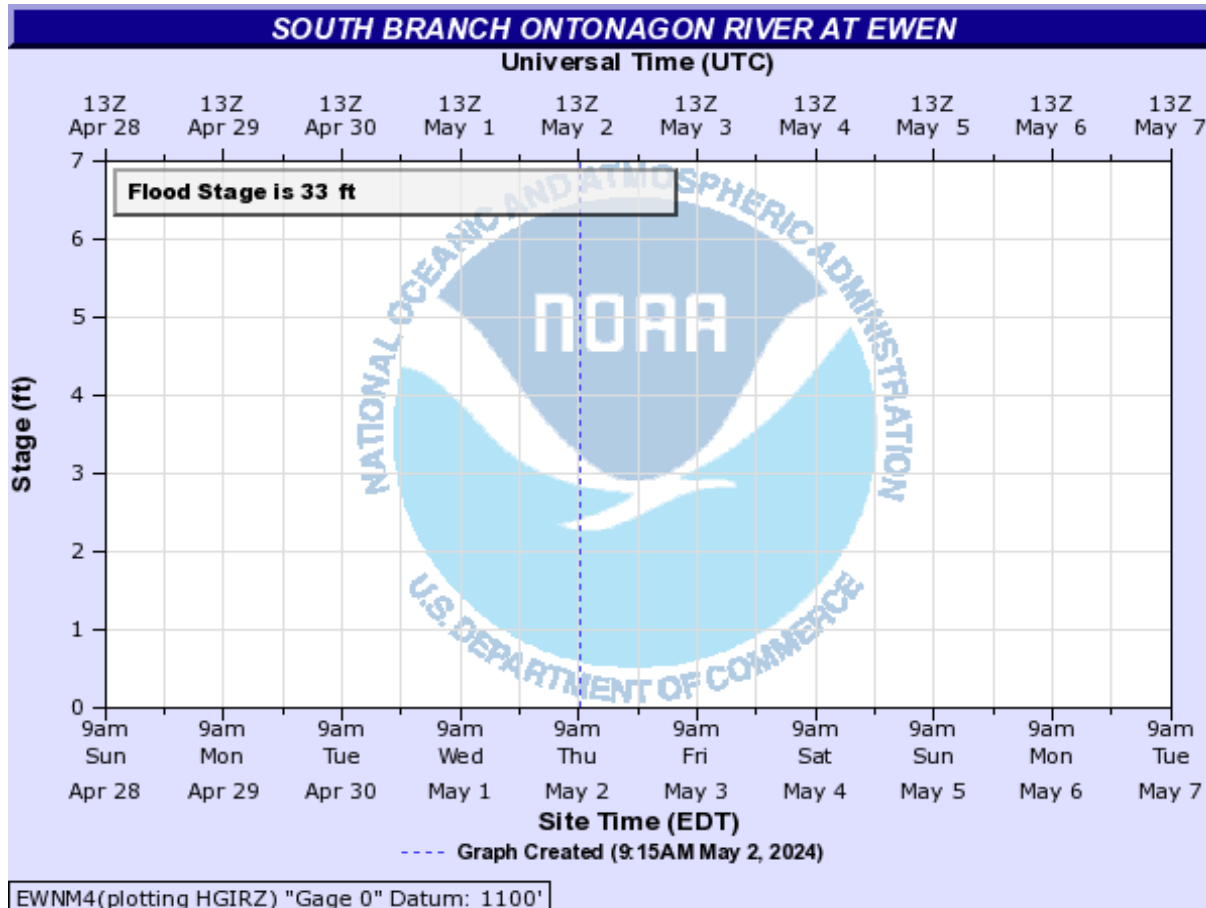 SOUTH BRANCH ONTONAGON RIVER AT EWEN
Universal Time (UTC)
13Z 13Z 13Z 13Z 13Z 13Z 13Z 13Z 13Z 13Z
Apr 28 Apr 29 Apr 30 May 1 May 2 May 3 May 4 May 5 May 6 May 7
7
Flood Stage is 33 ft
6
5
4
3
2
1
0
Stage (ft)
NATIONAL OCEANIC AND ATMOSPHERIC ADMINISTRATION
NOAA
U.S. DEPARTMENT OF COMMERCE
9am 9am 9am 9am 9am 9am 9am 9am 9am 9am
Sun Mon Tue Wed Thu Fri Sat Sun Mon Tue
Apr 28 Apr 29 Apr 30 May 1 May 2 May 3 May 4 May 5 May 6 May 7
Site Time (EDT)
---- Graph Created (9:15AM May 2, 2024)
EWNM4(plotting HGIRZ) "Gage 0" Datum: 1100'